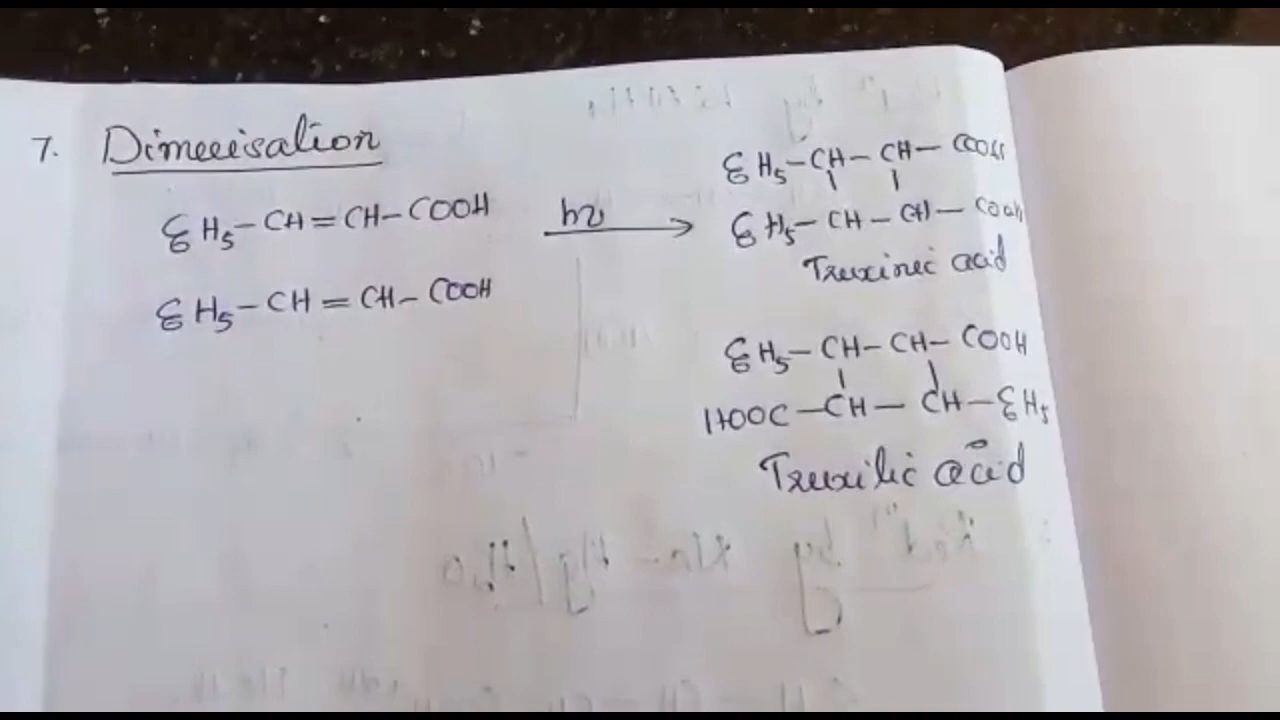 7. Dimerisation
C6H5-CH=CH-COOH
C6H5-CH=CH-COOH
hν
C6H5-CH-CH-COOH
C6H5-CH-CH-COOH
Truxinic acid
C6H5-CH-CH-COOH
HOOC-CH-CH-C6H5
Truxilic acid